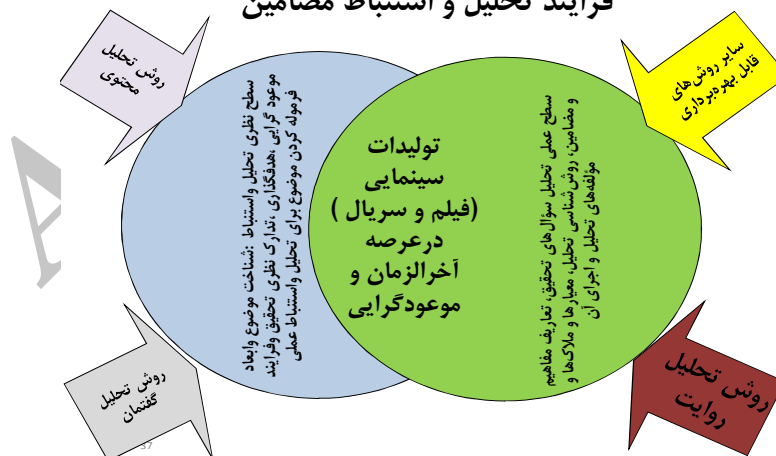 فرایند تحلیل و استنباط مضامین
روش تحلیل
محتوی
سایر روش‌های
قابل بهره‌برداری
سطح نظری تحلیل واستنباط :شناخت موضوع وابعاد
موعود گرایی ،هدفگذاری ،تدارک نظری تحقیق وفرایند
فرموله کردن موضوع برای تحلیل واستنباط عملی
تولیدات
سینمایی
(فیلم و سریال )
درعرصه
آخرالزمان و
موعودگرایی
سطح عملی تحلیل سؤال‌های تحقیق، تعاریف مفاهیم
و مضامین، روش شناسی تحلیل، معیارها و ملاک‌ها و
مؤلفه‌های تحلیل و اجرای آن
روش تحلیل
گفتمان
روش تحلیل
روایت
37
A